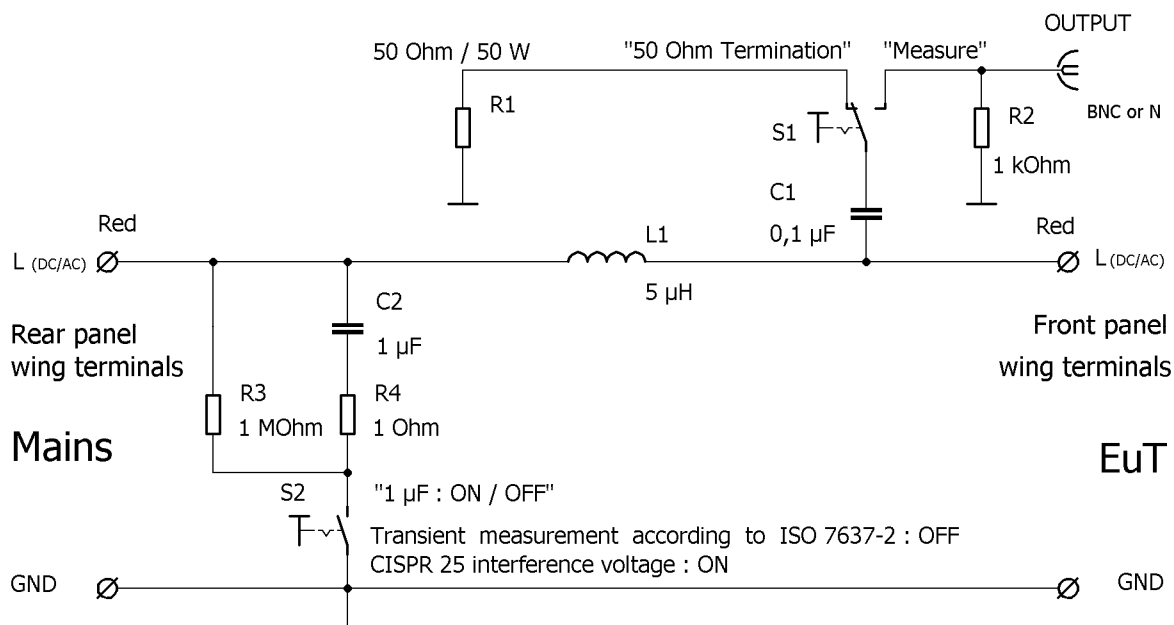 OUTPUT
50 Ohm / 50 W
"50 Ohm Termination"
"Measure"
R1
BNC or N
S1
R2
1 kOhm
C1
0,1 µF
Red
L1
Red
L (DC/AC)
L (DC/AC)
5 µH
C2
1 µF
Rear panel
wing terminals
Front panel
wing terminals
R3
1 MOhm
R4
1 Ohm
Mains
EuT
S2
"1 µF : ON / OFF"
Transient measurement according to ISO 7637-2 : OFF
CISPR 25 interference voltage : ON
GND
GND